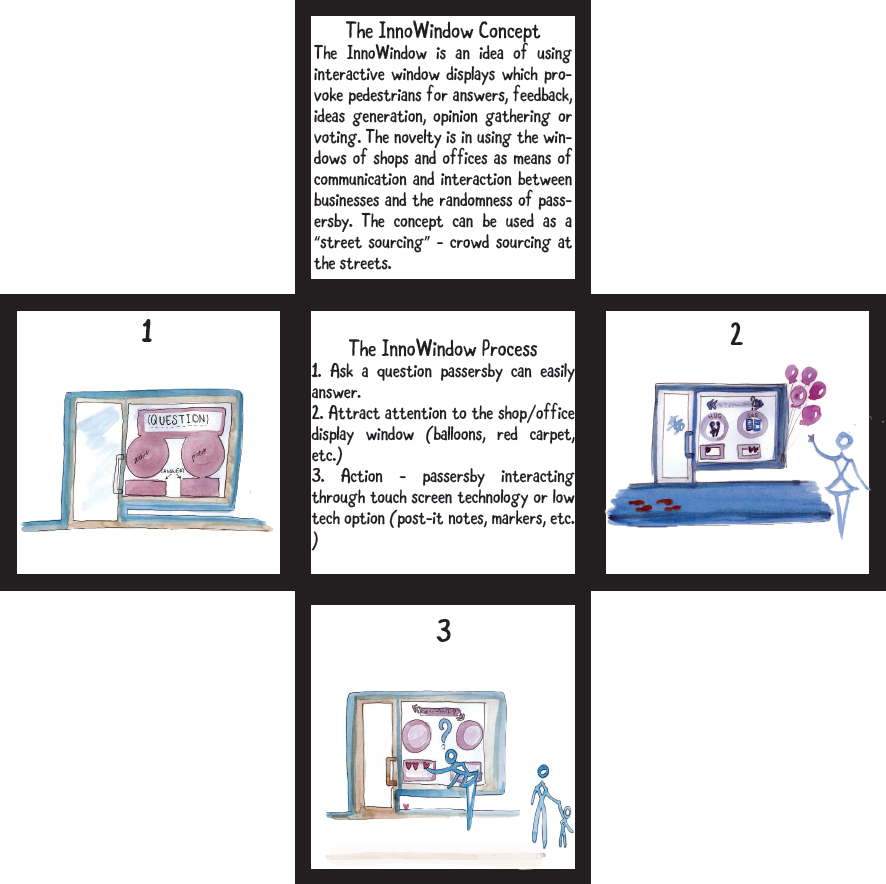 The InnoWindow Concept
The InnoWindow is an idea of using
interactive window displays which pro-
voke pedestrians for answers, feedback,
ideas generation, opinion gathering or
voting. The novelty is in using the win-
dows of shops and offices as means of
communication and interaction between
businesses and the randomness of pass-
ersby. The concept can be used as a
“street sourcing” - crowd sourcing at
the streets.
1
(QUESTION)
(ANSWER)
The InnoWindow Process
1. Ask a question passersby can easily
answer.
2. Attract attention to the shop/office
display window (balloons, red carpet,
etc.)
3. Action - passersby interacting
through touch screen technology or low
tech option (post-it notes, markers, etc.
)
2
HUG
3
?